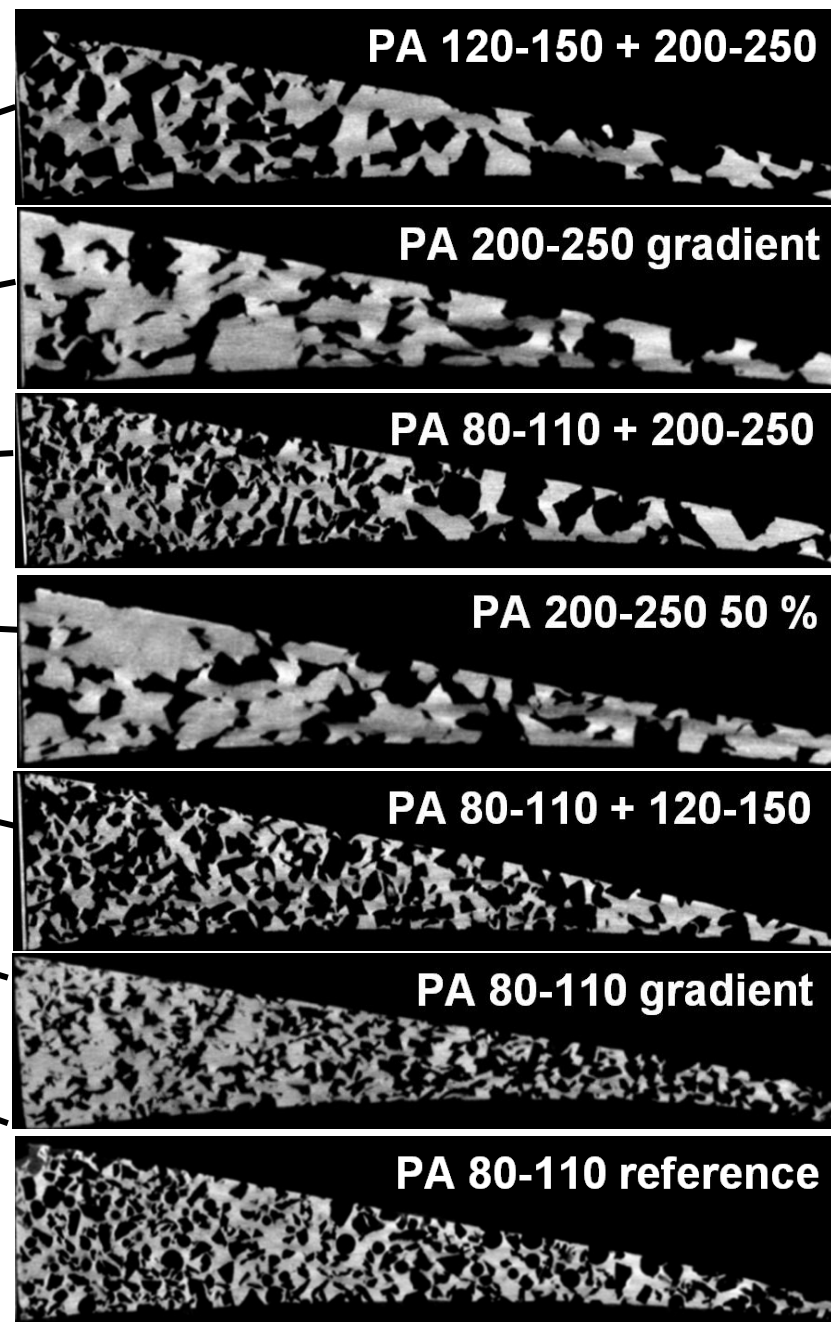 PA 120-150 + 200-250
PA 200-250 gradient
PA 80-110 + 200-250
PA 200-250 50 %
PA 80-110 + 120-150
PA 80-110 gradient
PA 80-110 reference